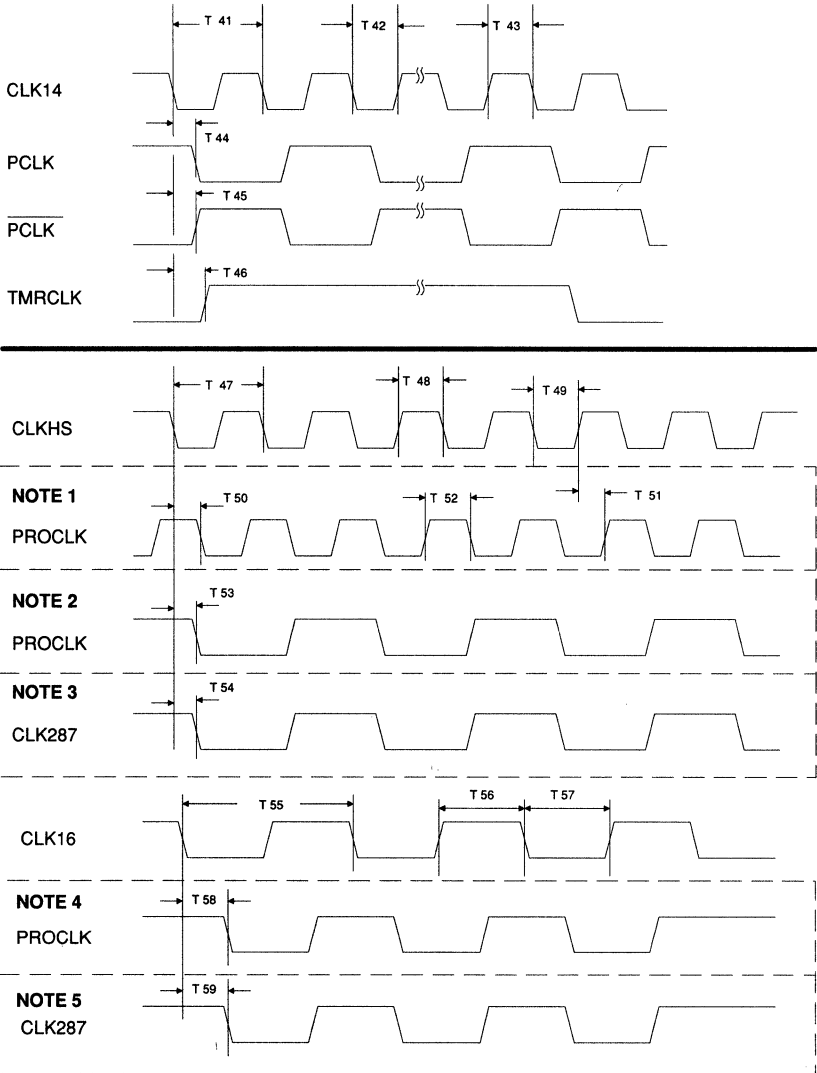 T 41
T 42
T 43
CLK14
T 44
PCLK
T 45
PCLK
T 46
TMRCLK
T 47
T 48
T 49
CLKHS
NOTE 1
T 50
T 52
T 51
PROCLK
NOTE 2
T 53
PROCLK
NOTE 3
T 54
CLK287
T 55
T 56
T 57
CLK16
NOTE 4
T 58
PROCLK
NOTE 5
T 59
CLK287